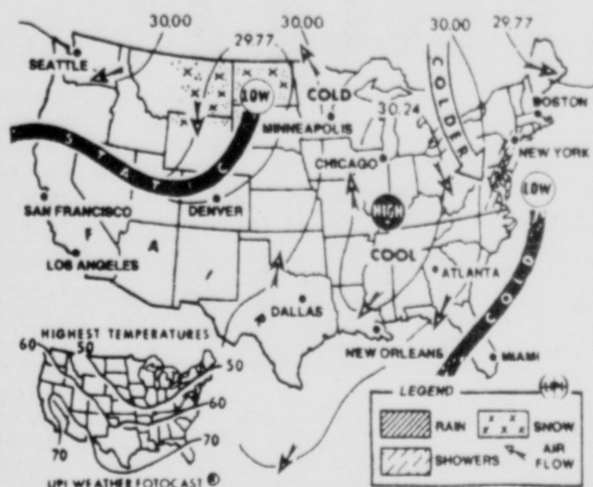 30.00
30.00
30.00
29.77
29.77
SEATTLE
LOW
COLD
COLDER
MINNEAPOLIS
30.24
BOSTON
CHICAGO
NEW YORK
STATIC
LOW
SAN FRANCISCO
DENVER
HIGH
F
A
COOL
LOS ANGELES
ATLANTA
DALLAS
COLD
NEW ORLEANS
MIAMI
HIGHEST TEMPERATURES
60
50
50
60
70
70
UPI WEATHER FOTOCAST
LEGEND
RAIN
SNOW
SHOWERS
AIR
FLOW